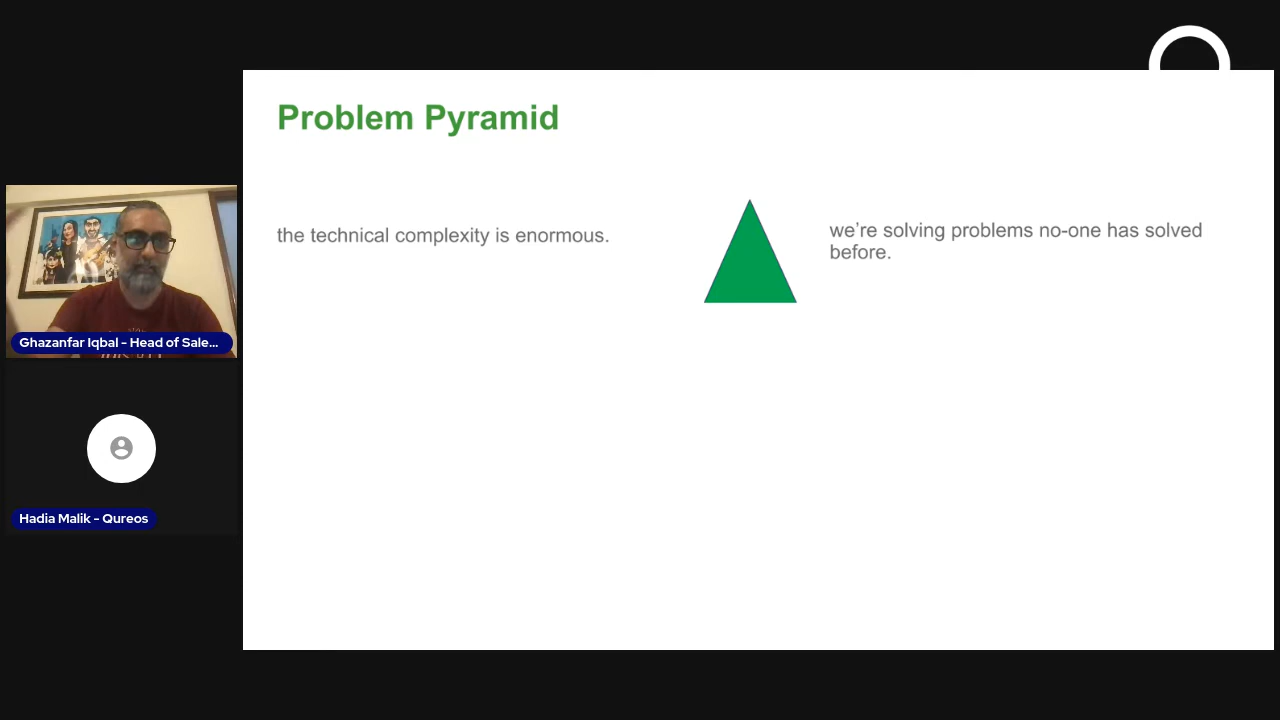 Problem Pyramid
the technical complexity is enormous.
we’re solving problems no-one has solved
before.
Ghazanfar Iqbal - Head of Sale...
Hadia Malik - Qureos